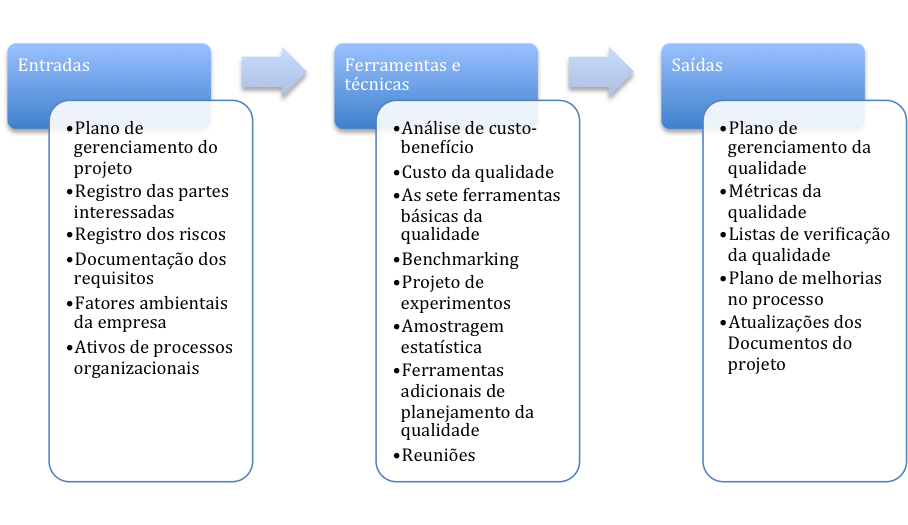 Entradas
•Plano de
gerenciamento do
projeto
•Registro das partes
interessadas
•Registro dos riscos
•Documentação dos
requisitos
•Fatores ambientais
da empresa
•Ativos de processos
organizacionais
Ferramentas e
técnicas
•Análise de custo-
benefício
•Custo da qualidade
•As sete ferramentas
básicas da
qualidade
•Benchmarking
•Projeto de
experimentos
•Amostragem
estatística
•Ferramentas
adicionais de
planejamento da
qualidade
•Reuniões
Saídas
•Plano de
gerenciamento da
qualidade
•Métricas da
qualidade
•Listas de verificação
da qualidade
•Plano de melhorias
no processo
•Atualizações dos
Documentos do
projeto